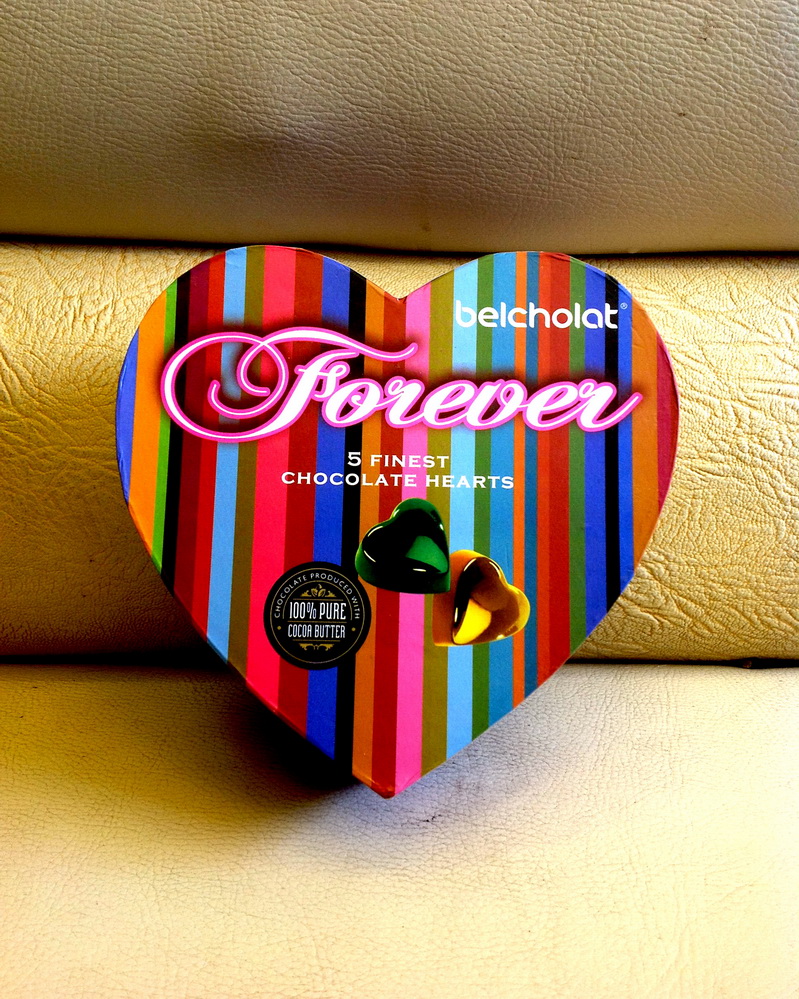 belcholat®
Forever
5 FINEST
CHOCOLATE HEARTS
CHOCOLATE PRODUCED WITH
100% PURE
COCOA BUTTER